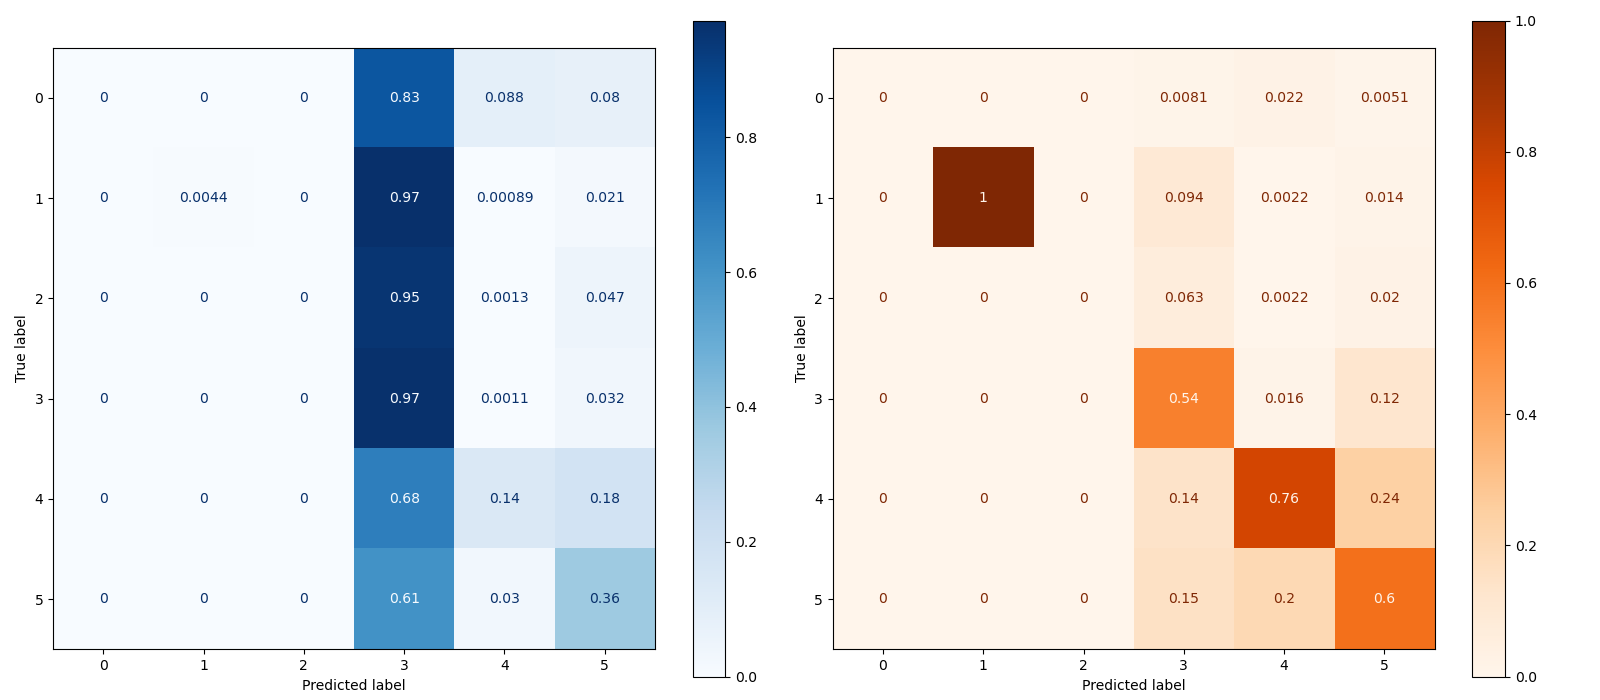 0 0 0 0 0.83 0.088 0.08
1 0 0.0044 0 0.97 0.00089 0.021
2 0 0 0 0.95 0.0013 0.047
3 0 0 0 0.97 0.0011 0.032
4 0 0 0 0.68 0.14 0.18
5 0 0 0 0.61 0.03 0.36
0 1 2 3 4 5
Predicted label
True label
0.8
0.6
0.4
0.2
0.0
0 0 0 0 0.0081 0.022 0.0051
1 0 1 0 0.094 0.0022 0.014
2 0 0 0 0.063 0.0022 0.02
3 0 0 0 0.54 0.016 0.12
4 0 0 0 0.14 0.76 0.24
5 0 0 0 0.15 0.2 0.6
0 1 2 3 4 5
Predicted label
True label
1.0
0.8
0.6
0.4
0.2
0.0